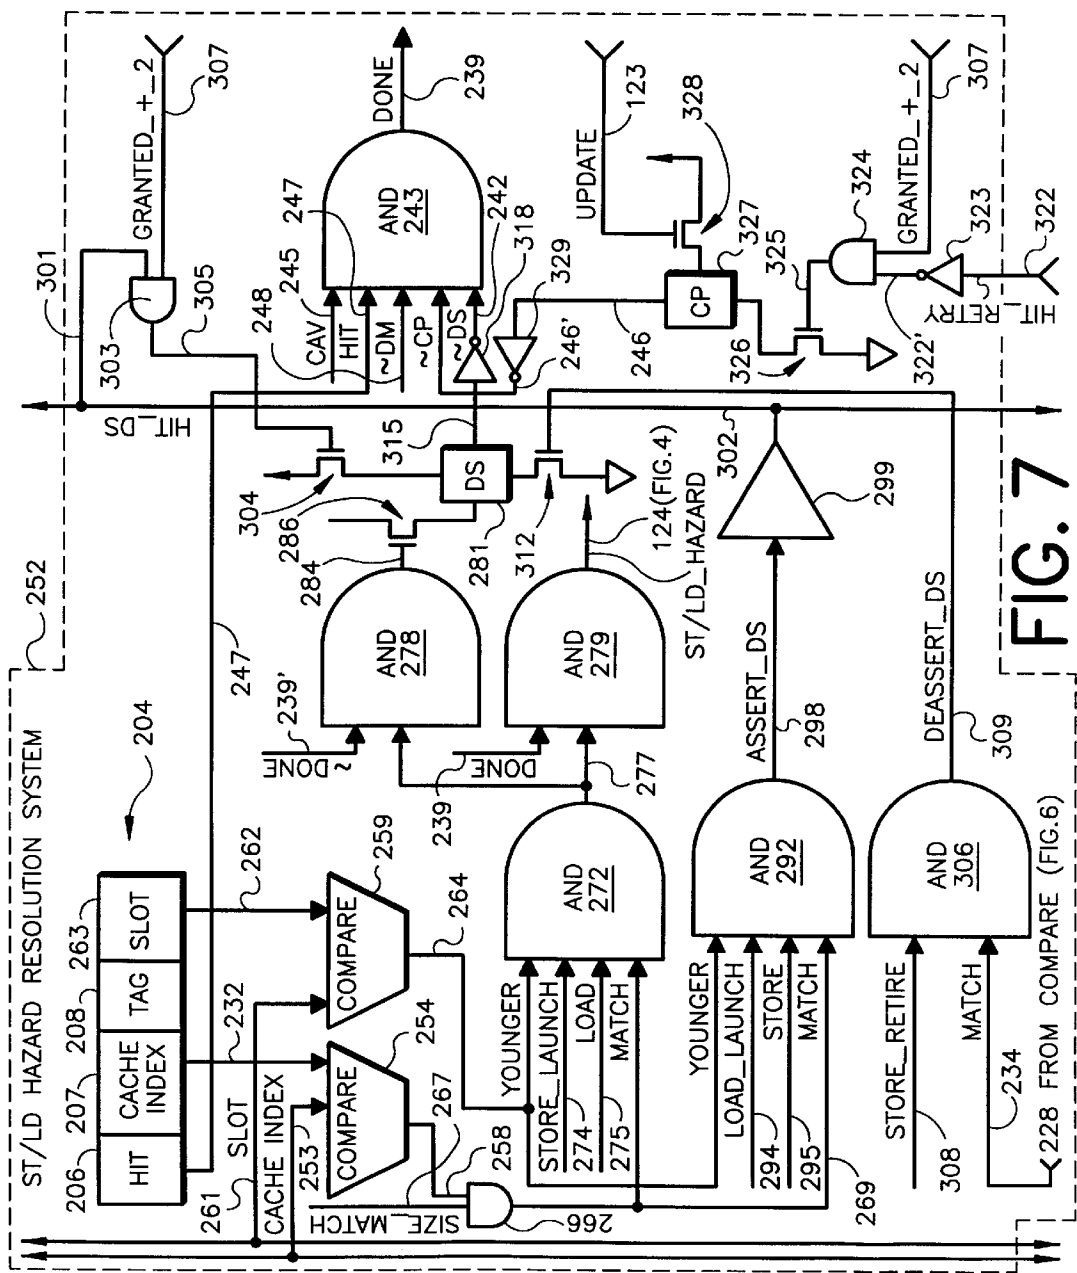 ST/LD HAZARD RESOLUTION SYSTEM
252
204
206
207
208
263
HIT
CACHE
INDEX
TAG
SLOT
247
232
262
261
SLOT
CACHE INDEX
253
COMPARE
254
COMPARE
259
264
267
SIZE_MATCH
258
266
YOUNGER
STORE_LAUNCH
274
LOAD
275
MATCH
AND
272
277
~DONE
239'
AND
278
284
DONE
239
AND
279
124(FIG.4)
ST/LD_HAZARD
286
304
DS
281
312
315
HIT_DS
301
303
305
GRANTED_+_2
307
CAV
245
HIT
247
~DM
248
~CP
~DS
242
318
329
246'
246
AND
243
DONE
239
UPDATE
123
328
CP
327
326
325
324
GRANTED_+_2
307
323
322'
HIT_RETRY
322
YOUNGER
LOAD_LAUNCH
294
STORE
295
MATCH
269
AND
292
ASSERT_DS
298
299
302
STORE_RETIRE
308
MATCH
234
228 FROM COMPARE (FIG.6)
AND
306
DEASSERT_DS
309
FIG. 7